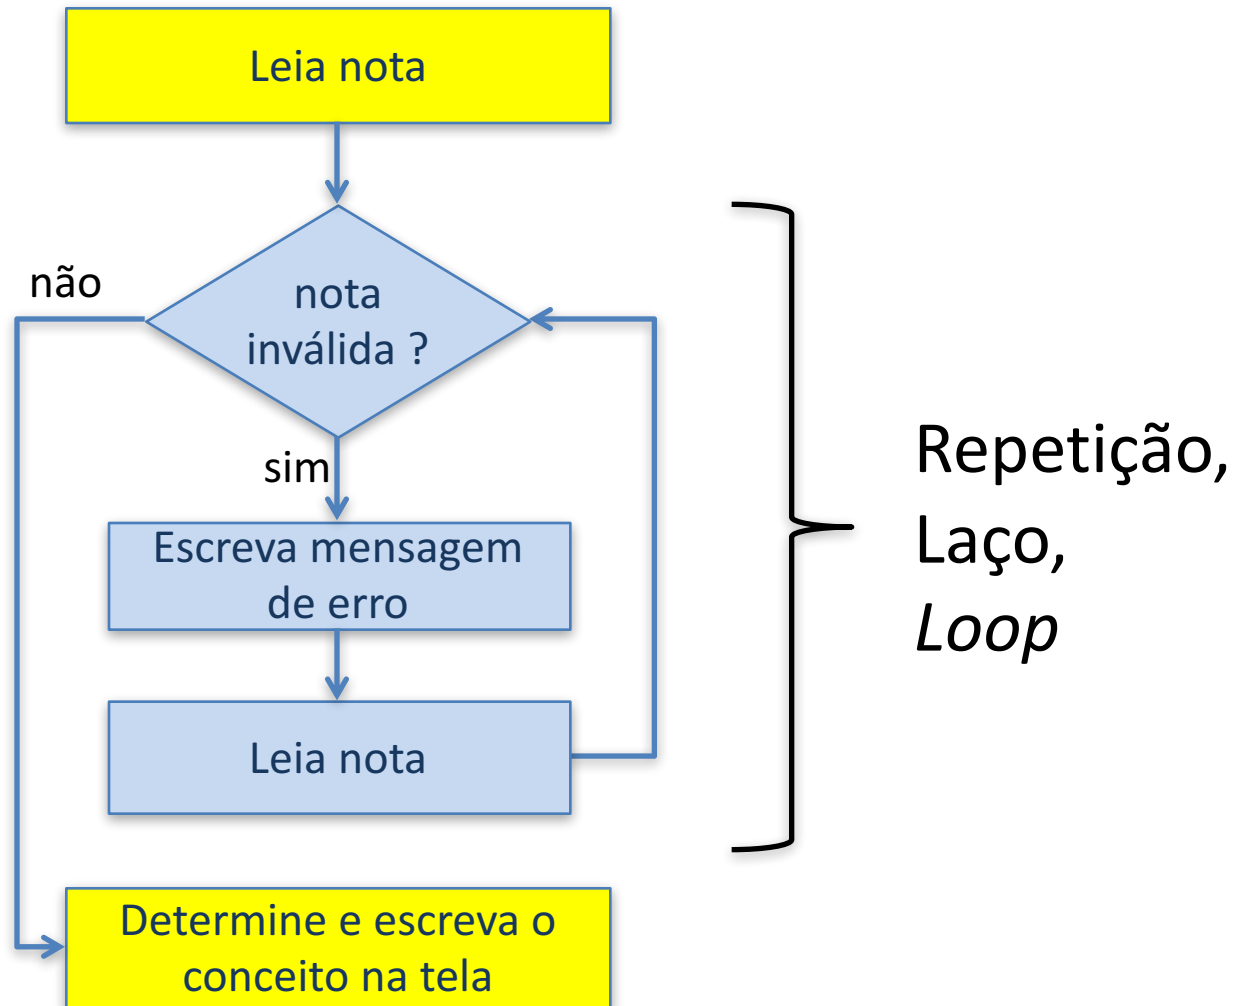 Leia nota
não
nota
inválida ?
sim
Escreva mensagem
de erro
Leia nota
Determine e escreva o
conceito na tela
Repetição,
Laço,
Loop